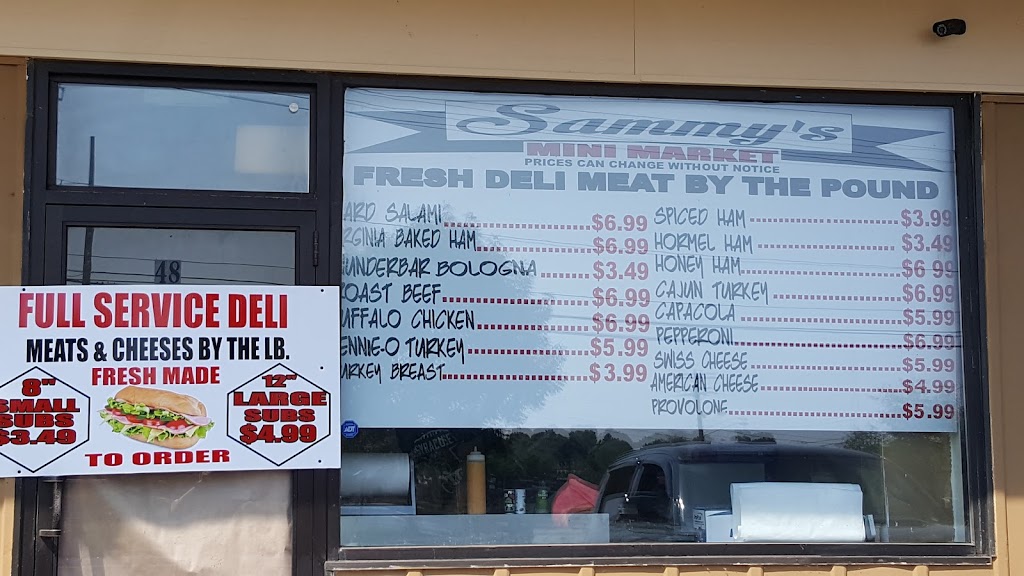 Sammy's
MINI MARKET
PRICES CAN CHANGE WITHOUT NOTICE
FRESH DELI MEAT BY THE POUND
ARD SALAMI $6.99
RGINIA BAKED HAM $6.99
HUNDERBAR BOLOGNA $3.49
OAST BEEF $6.99
UFFALO CHICKEN $6.99
ENNIE-O TURKEY $5.99
URKEY BREAST $3.99
SPICED HAM $3.99
HORMEL HAM $3.49
HONEY HAM $6.99
CAJUN TURKEY $6.99
CAPACOLA $5.99
PEPPERONI $6.99
SWISS CHEESE $5.99
AMERICAN CHEESE $4.99
PROVOLONE $5.99
48
FULL SERVICE DELI
MEATS & CHEESES BY THE LB.
FRESH MADE
8"
SMALL
SUBS
$3.49
12"
LARGE
SUBS
$4.99
TO ORDER
ADT